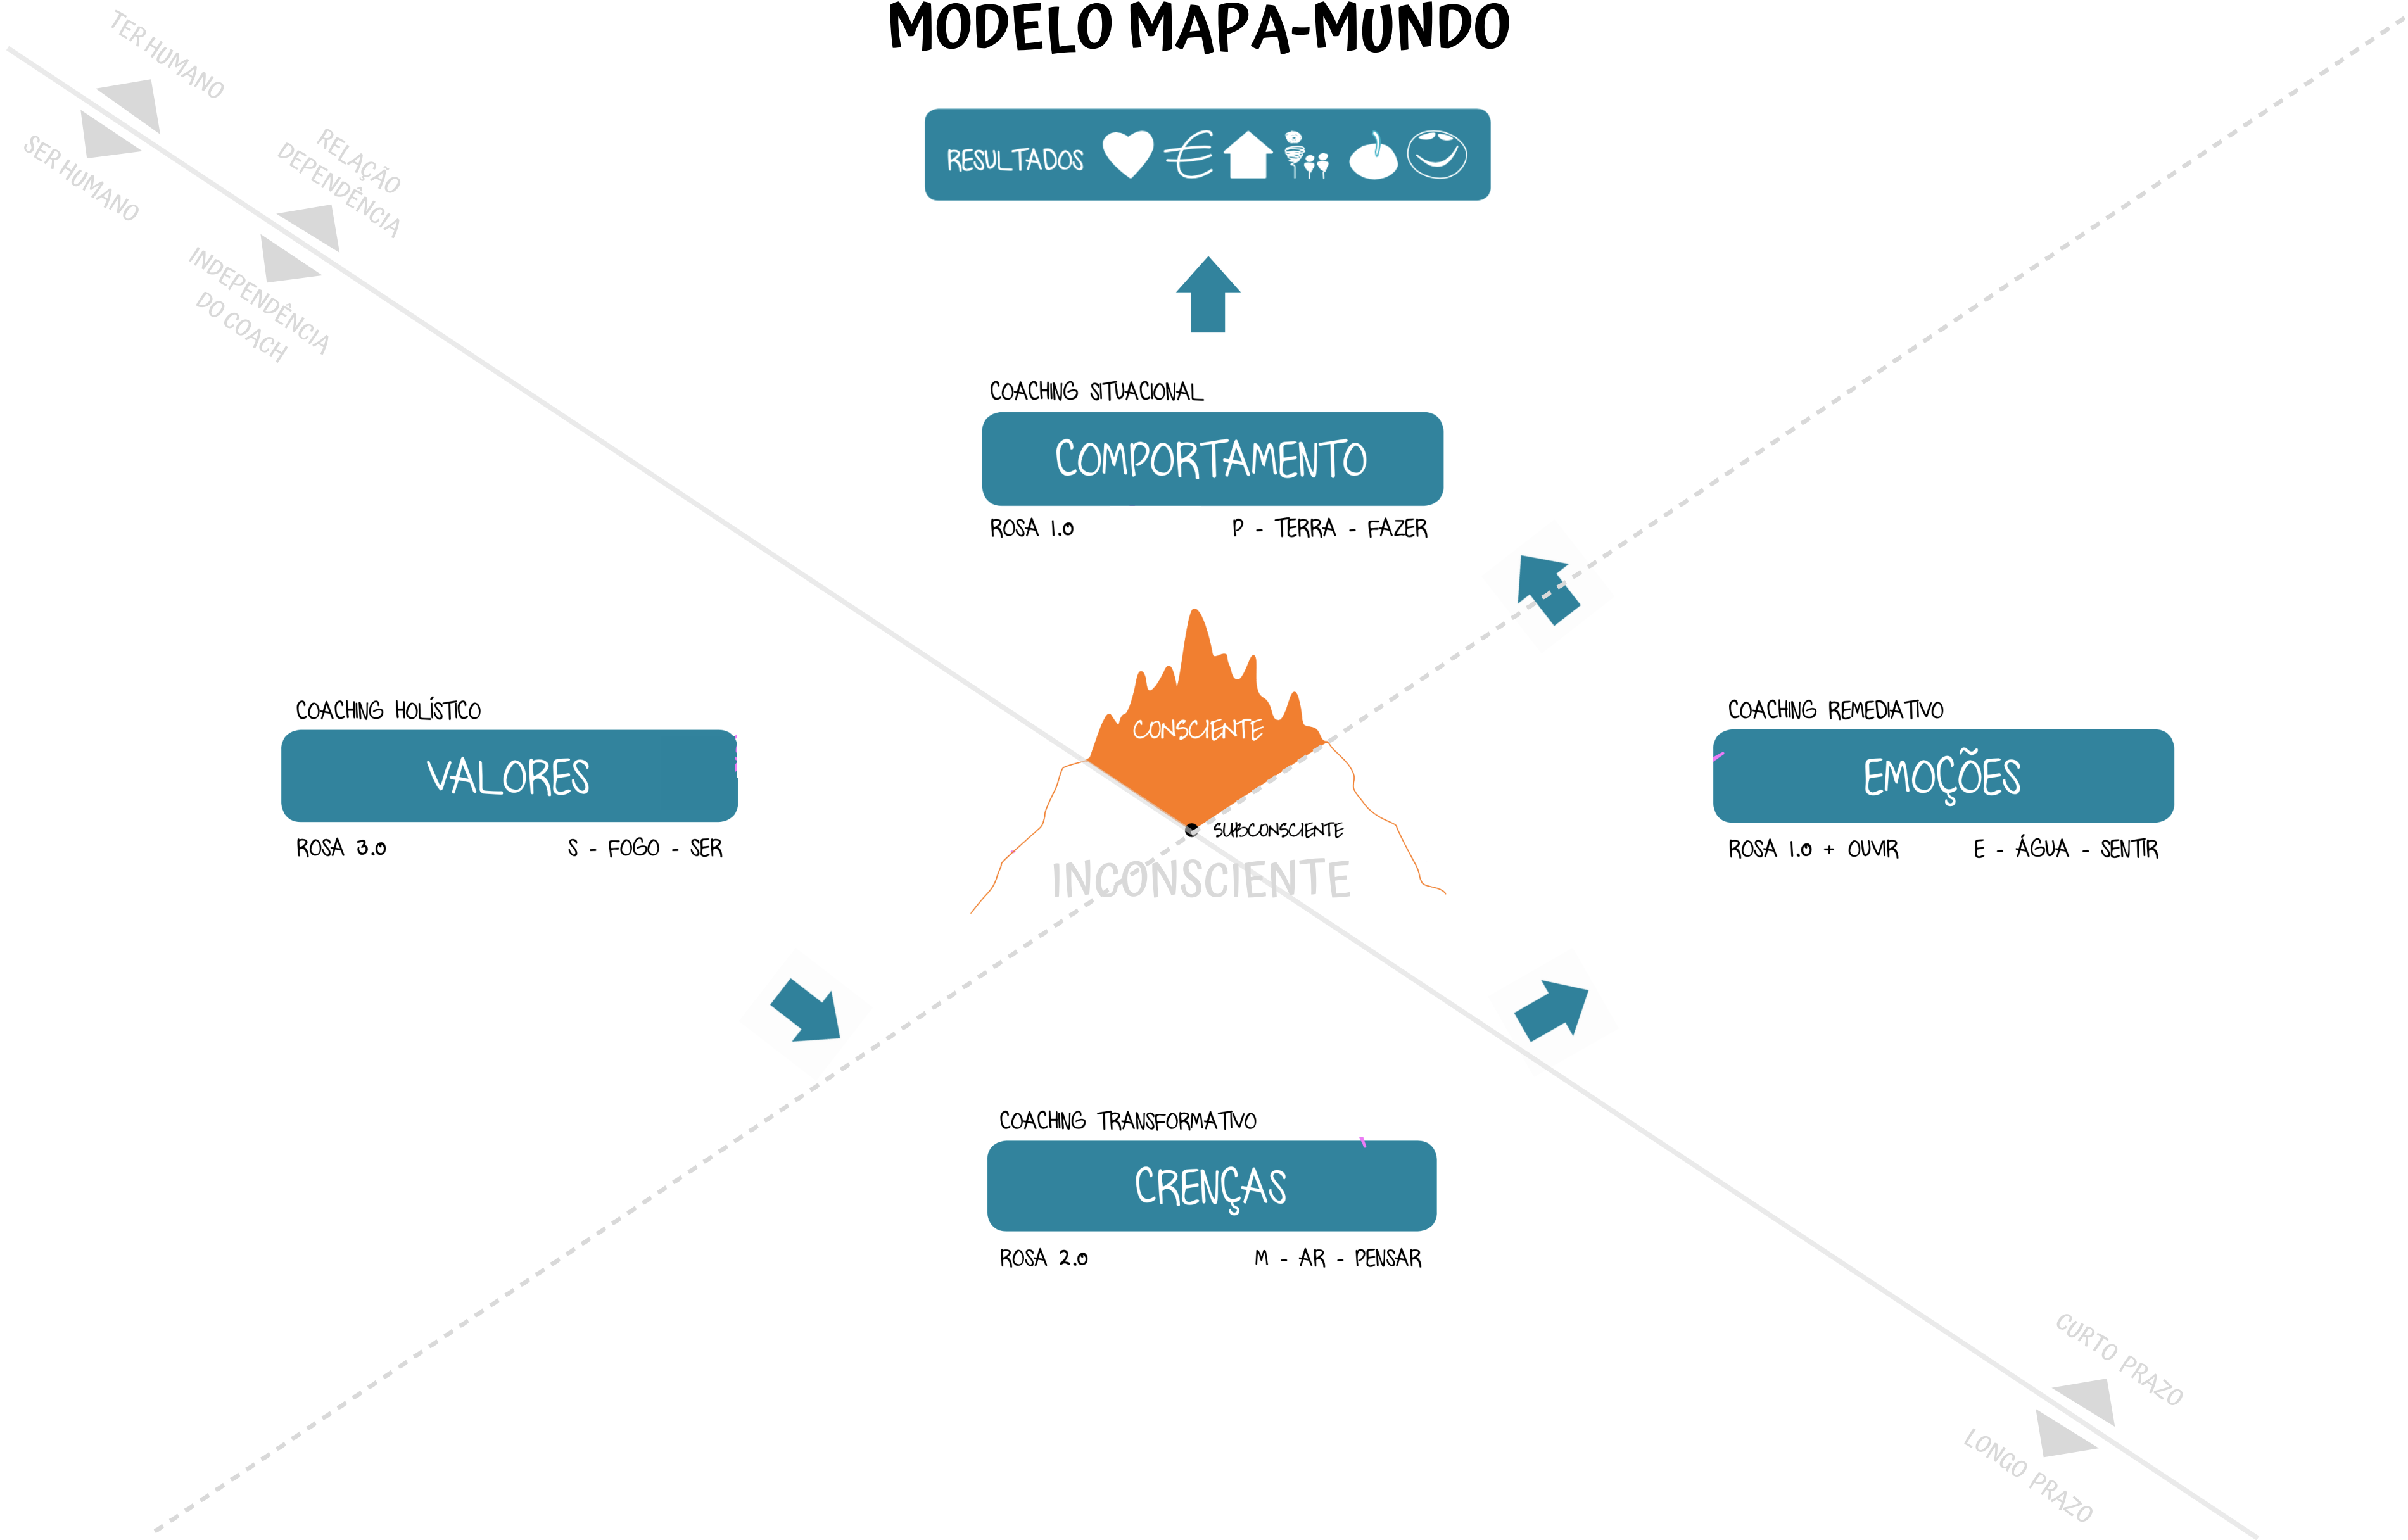 MODELO MAPA-MUNDO
TER HUMANO
SER HUMANO
RELAÇÃO
DEPENDÊNCIA
INDEPENDÊNCIA
DO COACH
RESULTADOS
COACHING SITUACIONAL
COMPORTAMENTO
ROSA 1.0 P - TERRA - FAZER
COACHING HOLÍSTICO
VALORES
ROSA 3.0 S - FOGO - SER
CONSCIENTE
SUBCONSCIENTE
INCONSCIENTE
COACHING REMEDIATIVO
EMOÇÕES
ROSA 1.0 + OUVIR E - ÁGUA - SENTIR
COACHING TRANSFORMATIVO
CRENÇAS
ROSA 2.0 M - AR - PENSAR
CURTO PRAZO
LONGO PRAZO